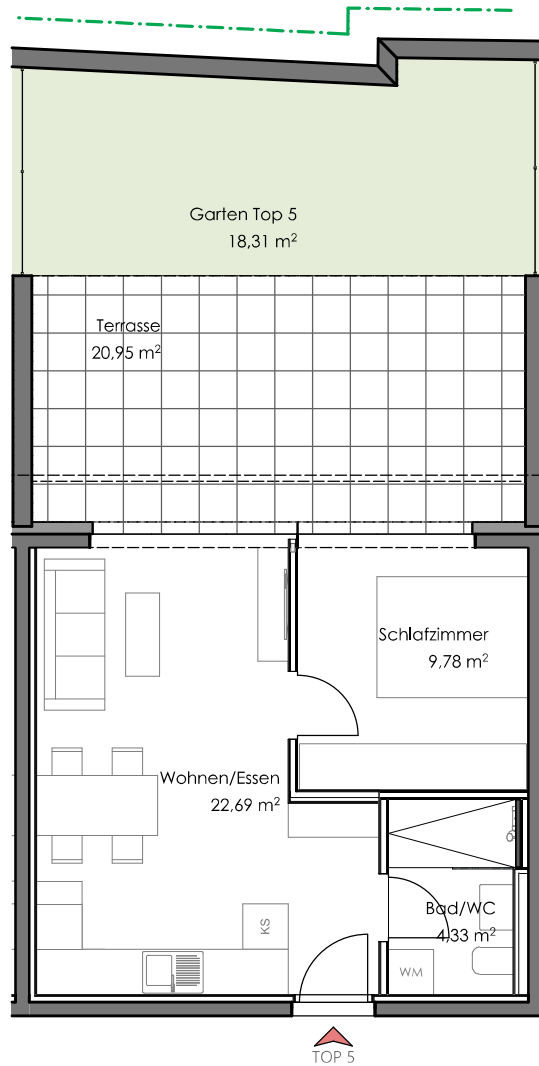 Garten Top 5
18,31 m²
Terrasse
20,95 m²
Schlafzimmer
9,78 m²
Wohnen/Essen
22,69 m²
KS
Bad/WC
4,33 m²
WM
TOP 5